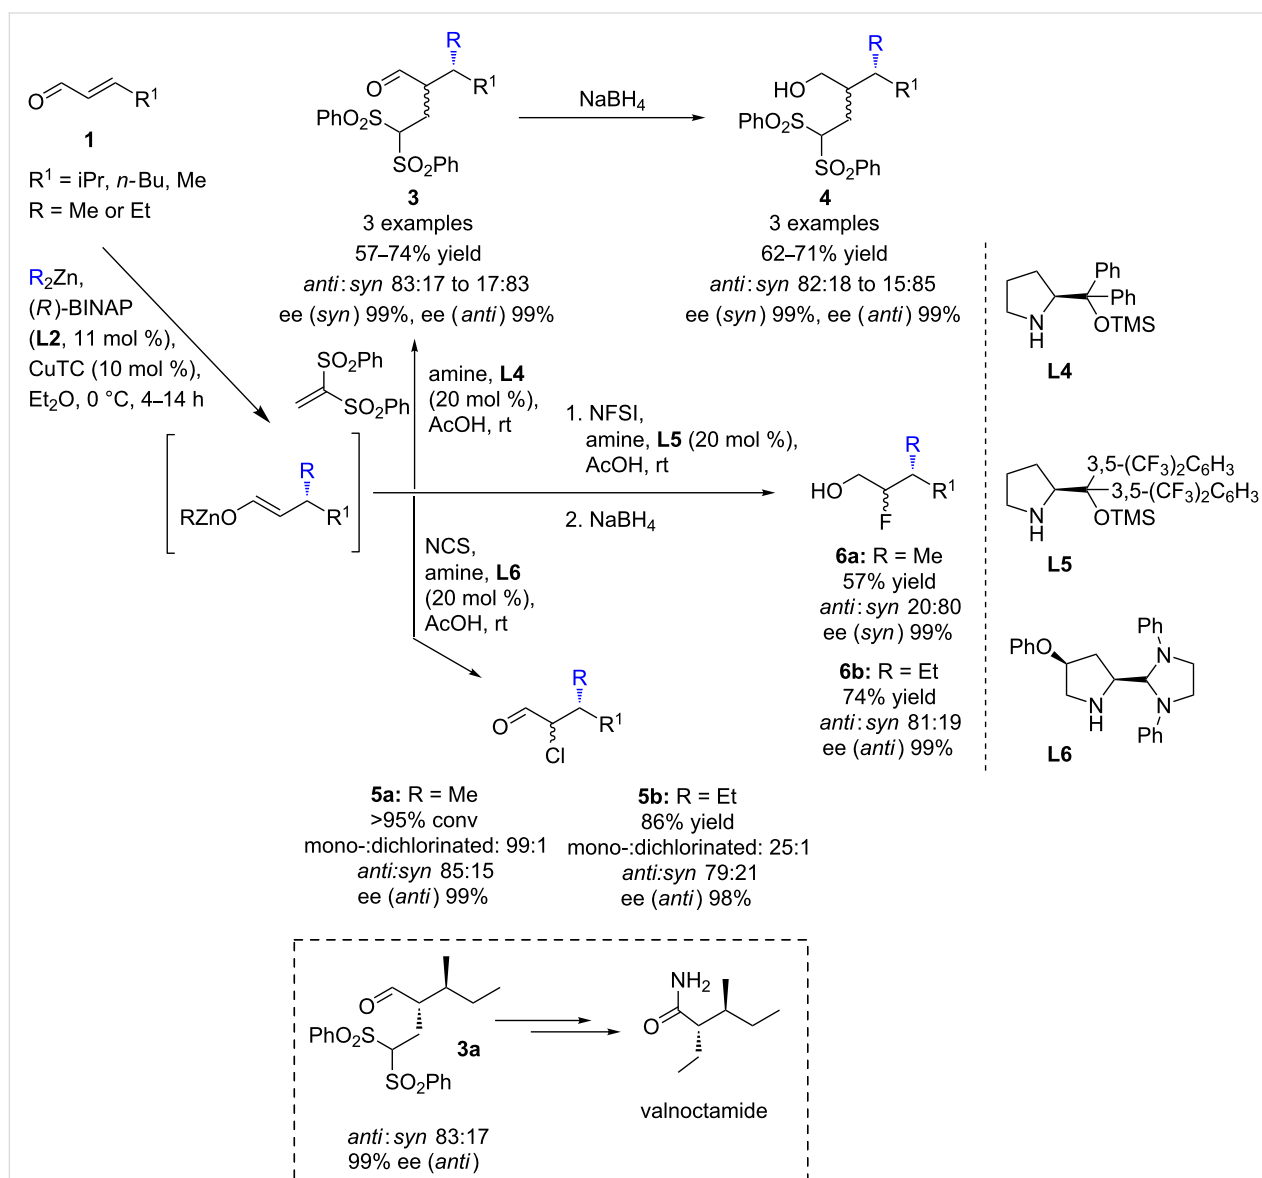 R
O
R¹
1
R¹ = iPr, n-Bu, Me
R = Me or Et
R₂Zn,
(R)-BINAP
(L2, 11 mol %),
CuTC (10 mol %),
Et₂O, 0 °C, 4–14 h
O
R¹
PhO₂S
SO₂Ph
3
3 examples
57–74% yield
anti:syn 83:17 to 17:83
ee (syn) 99%, ee (anti) 99%
NaBH₄
R
HO
R¹
PhO₂S
SO₂Ph
4
3 examples
62–71% yield
anti:syn 82:18 to 15:85
ee (syn) 99%, ee (anti) 99%
SO₂Ph
SO₂Ph
amine, L4
(20 mol %),
AcOH, rt
1. NFSI,
amine, L5 (20 mol %),
AcOH, rt
2. NaBH₄
R
RZnO
R¹
NCS,
amine, L6
(20 mol %),
AcOH, rt
R
HO
R¹
F
6a: R = Me
57% yield
anti:syn 20:80
ee (syn) 99%
6b: R = Et
74% yield
anti:syn 81:19
ee (anti) 99%
R
O
R¹
Cl
5a: R = Me
>95% conv
mono-:dichlorinated: 99:1
anti:syn 85:15
ee (anti) 99%
5b: R = Et
86% yield
mono-:dichlorinated: 25:1
anti:syn 79:21
ee (anti) 98%
Ph
Ph
N
H
OTMS
L4
3,5-(CF₃)₂C₆H₃
3,5-(CF₃)₂C₆H₃
N
H
OTMS
L5
Ph
PhO
N
N
H
N
Ph
L6
O
PhO₂S
3a
SO₂Ph
anti:syn 83:17
99% ee (anti)
NH₂
O
valnoctamide